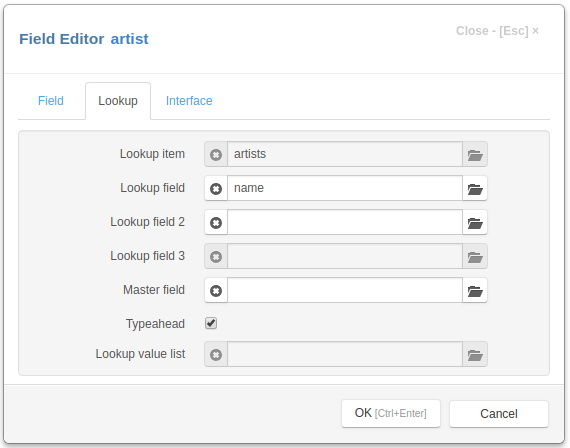 Field Editor artist
Close - [Esc] ×
Field Lookup Interface
Lookup item artists
Lookup field name
Lookup field 2
Lookup field 3
Master field
Typeahead
Lookup value list
OK [Ctrl+Enter] Cancel